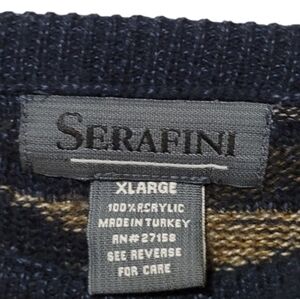 SERAFINI
XLARGE
100% ACRYLIC
MADE IN TURKEY
RN# 27158
SEE REVERSE
FOR CARE